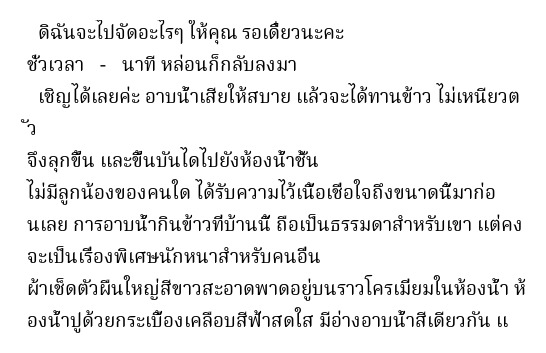 ดิฉันจะไปจัดอะไรๆ ให้คุณ รอเดี๋ยวนะคะ
ชั่วเวลา - นาที หล่อนก็กลับลงมา
เชิญได้เลยค่ะ อาบน้ำเสียให้สบาย แล้วจะได้ทานข้าว ไม่เหนียวต
ัว
จึงลุกขึ้น และขึ้นบันไดไปยังห้องน้ำชั้น
ไม่มีลูกน้องของคนใด ได้รับความไว้เนื้อเชื่อใจถึงขนาดนี้มาก่อ
นเลย การอาบน้ำกินข้าวที่บ้านนี้ ถือเป็นธรรมดาสำหรับเขา แต่คง
จะเป็นเรื่องพิเศษนักหนาสำหรับคนอื่น
ผ้าเช็ดตัวผืนใหญ่สีขาวสะอาดพาดอยู่บนราวโครเมียมในห้องน้ำ ห้
องน้ำปูด้วยกระเบื้องเคลือบสีฟ้าสดใส มีอ่างอาบน้ำสีเดียวกัน แ